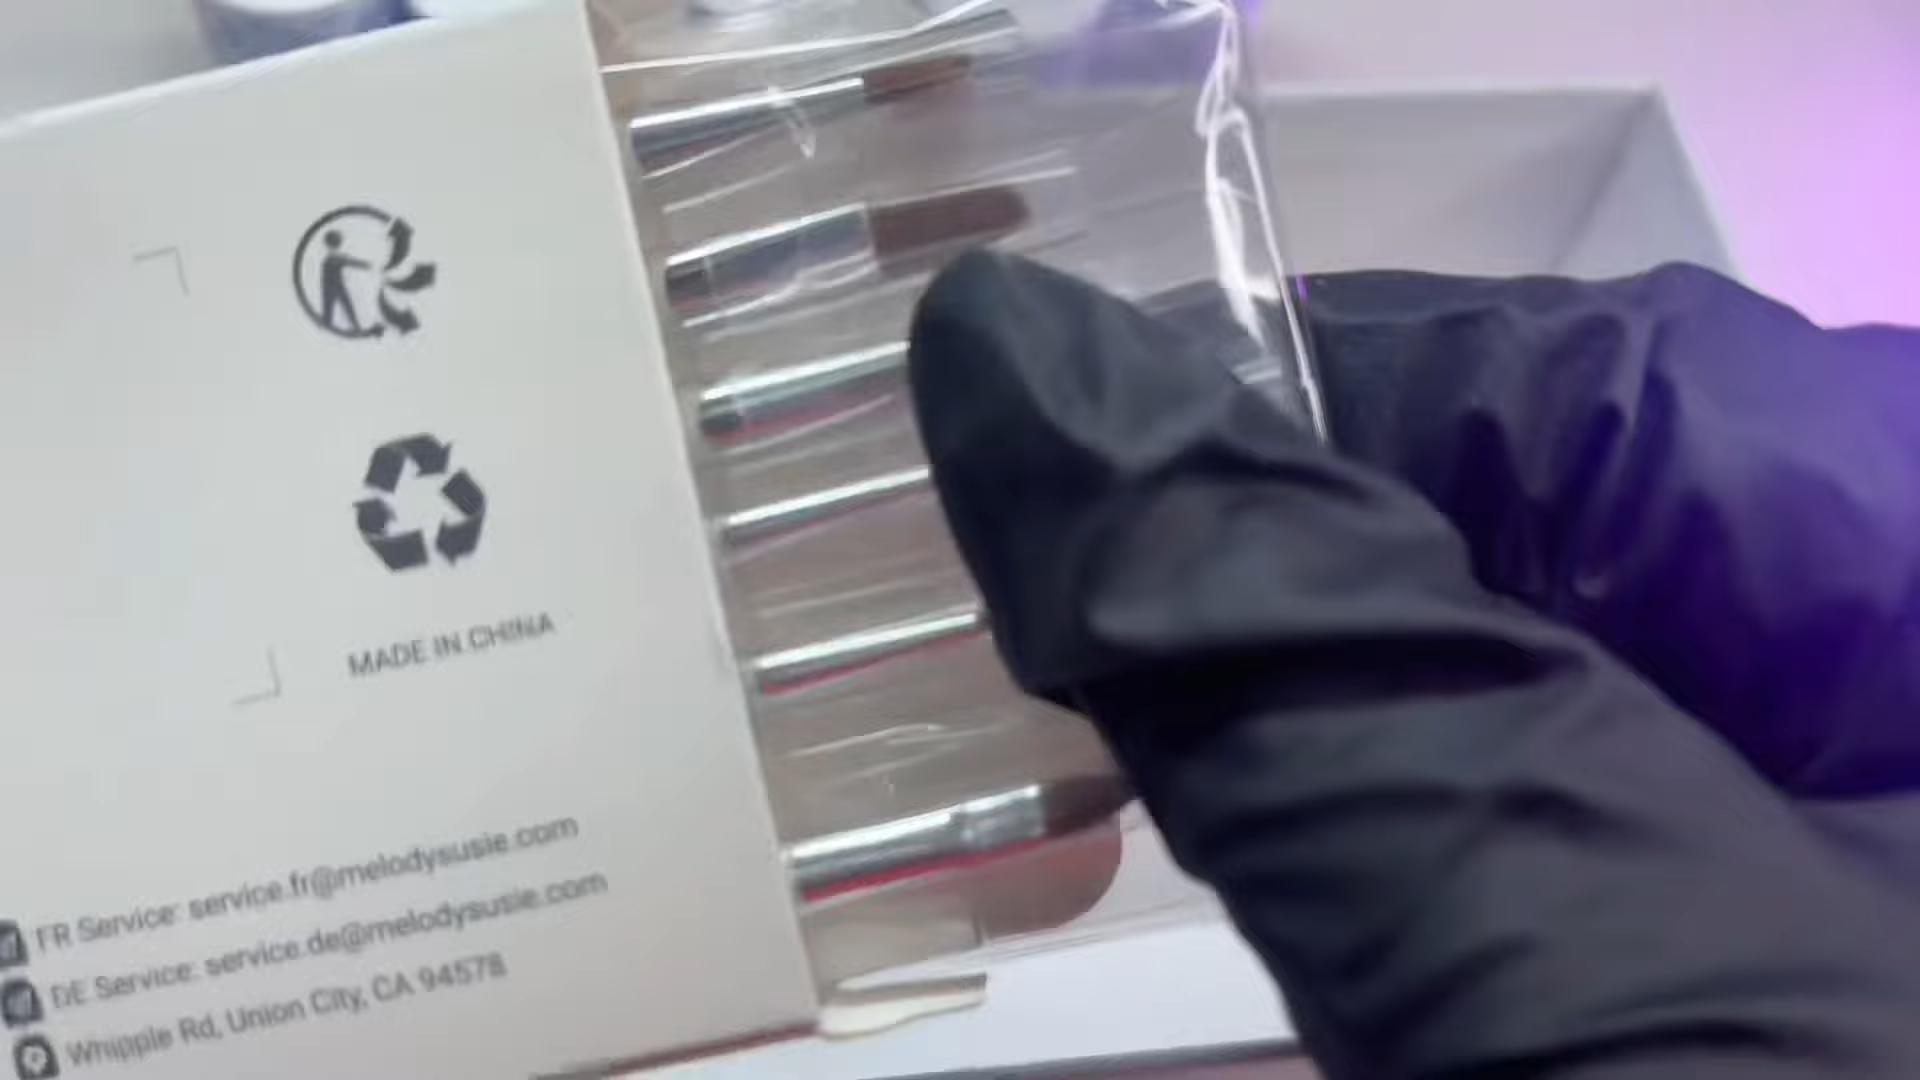 MADE IN CHINA
FR Service: service.fr@melodysusie.com
DE Service: service.de@melodysusie.com
Whipple Rd, Union City, CA 94578